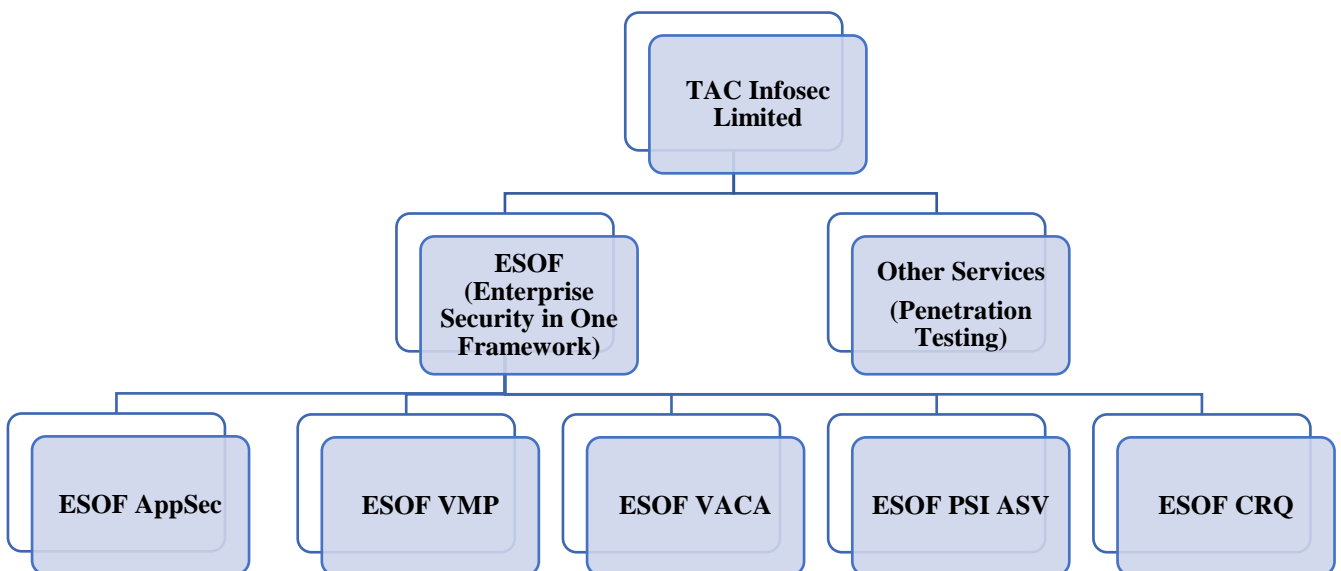 TAC Infosec
Limited
ESOF
(Enterprise
Security in One
Framework)
Other Services
(Penetration
Testing)
ESOF AppSec
ESOF VMP
ESOF VACA
ESOF PSI ASV
ESOF CRQ